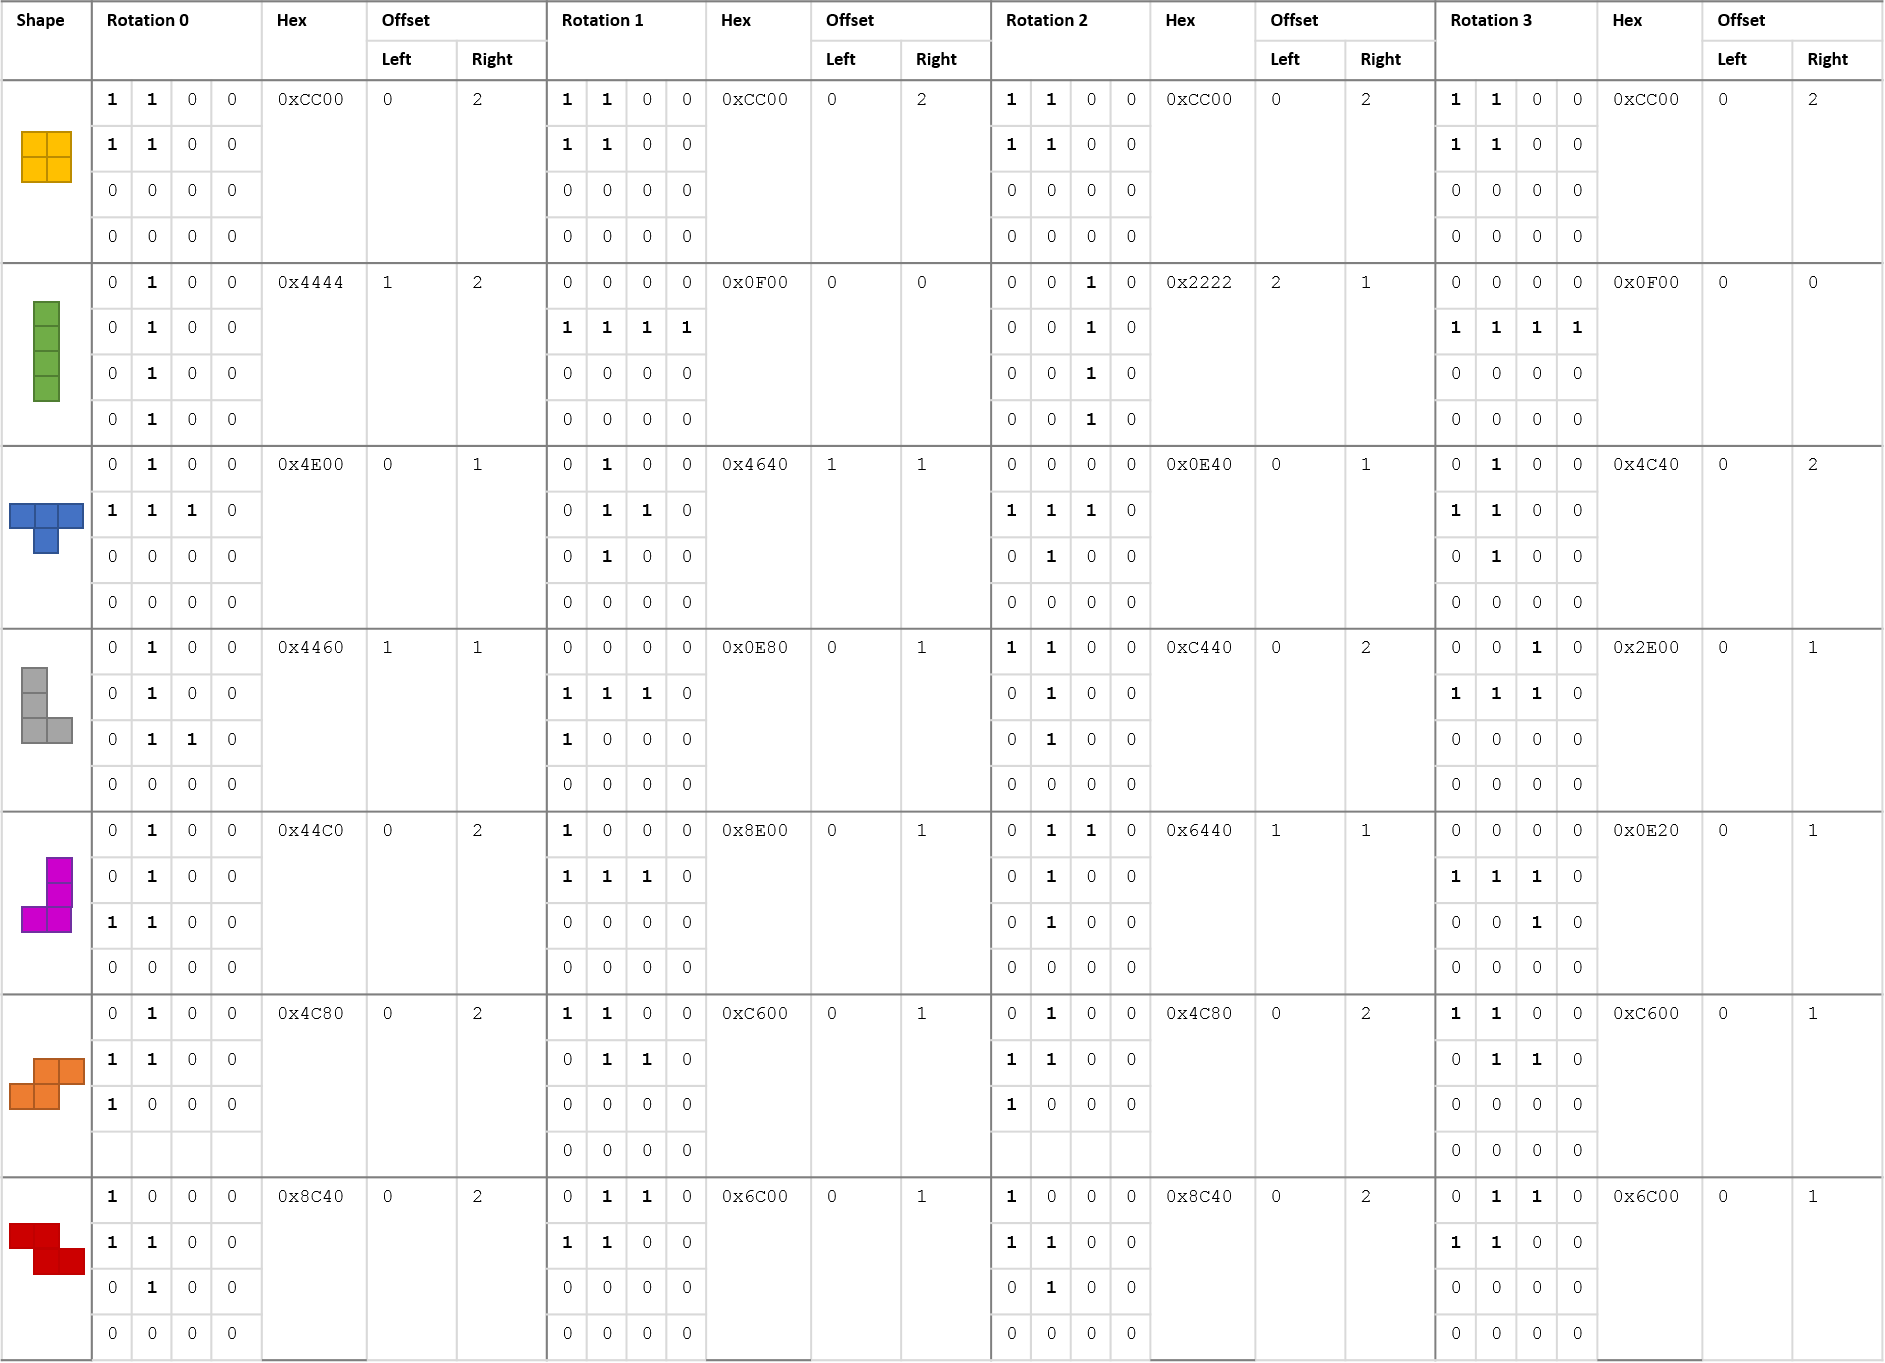 Shape Rotation 0 Hex Offset Rotation 1 Hex Offset Rotation 2 Hex Offset Rotation 3 Hex Offset
Left Right Left Right Left Right Left Right
1 1 0 0 0xCC00 0 2 1 1 0 0 0xCC00 0 2 1 1 0 0 0xCC00 0 2 1 1 0 0 0xCC00 0 2
1 1 0 0 1 1 0 0 1 1 0 0 1 1 0 0
0 0 0 0 0 0 0 0 0 0 0 0 0 0 0 0
0 0 0 0 0 0 0 0 0 0 0 0 0 0 0 0
0 1 0 0 0x4444 1 2 0 0 0 0 0x0F00 0 0 0 0 1 0 0x2222 2 1 0 0 0 0 0x0F00 0 0
0 1 0 0 1 1 1 1 0 0 1 0 1 1 1 1
0 1 0 0 0 0 0 0 0 0 1 0 0 0 0 0
0 1 0 0 0 0 0 0 0 0 1 0 0 0 0 0
0 1 0 0 0x4E00 0 1 0 1 0 0 0x4640 1 1 0 0 0 0 0x0E40 0 1 0 1 0 0 0x4C40 0 2
1 1 1 0 0 1 1 0 1 1 1 0 1 1 0 0
0 0 0 0 0 1 0 0 0 1 0 0 0 1 0 0
0 0 0 0 0 0 0 0 0 0 0 0 0 0 0 0
0 1 0 0 0x4460 1 1 0 0 0 0 0x0E80 0 1 1 1 0 0 0xC440 0 2 0 0 1 0 0x2E00 0 1
0 1 0 0 1 1 1 0 0 1 0 0 1 1 1 0
0 1 1 0 1 0 0 0 0 1 0 0 0 0 0 0
0 0 0 0 0 0 0 0 0 0 0 0 0 0 0 0
0 1 0 0 0x44C0 0 2 1 0 0 0 0x8E00 0 1 0 1 1 0 0x6440 1 1 0 0 0 0 0x0E20 0 1
0 1 0 0 1 1 1 0 0 1 0 0 1 1 1 0
1 1 0 0 0 0 0 0 0 1 0 0 0 0 1 0
0 0 0 0 0 0 0 0 0 0 0 0 0 0 0 0
0 1 0 0 0x4C80 0 2 1 1 0 0 0xC600 0 1 0 1 0 0 0x4C80 0 2 1 1 0 0 0xC600 0 1
1 1 0 0 0 1 1 0 1 1 0 0 0 1 1 0
1 0 0 0 0 0 0 0 1 0 0 0 0 0 0 0
0 0 0 0 0 0 0 0
1 0 0 0 0x8C40 0 2 0 1 1 0 0x6C00 0 1 1 0 0 0 0x8C40 0 2 0 1 1 0 0x6C00 0 1
1 1 0 0 1 1 0 0 1 1 0 0 1 1 0 0
0 1 0 0 0 0 0 0 0 1 0 0 0 0 0 0
0 0 0 0 0 0 0 0 0 0 0 0 0 0 0 0